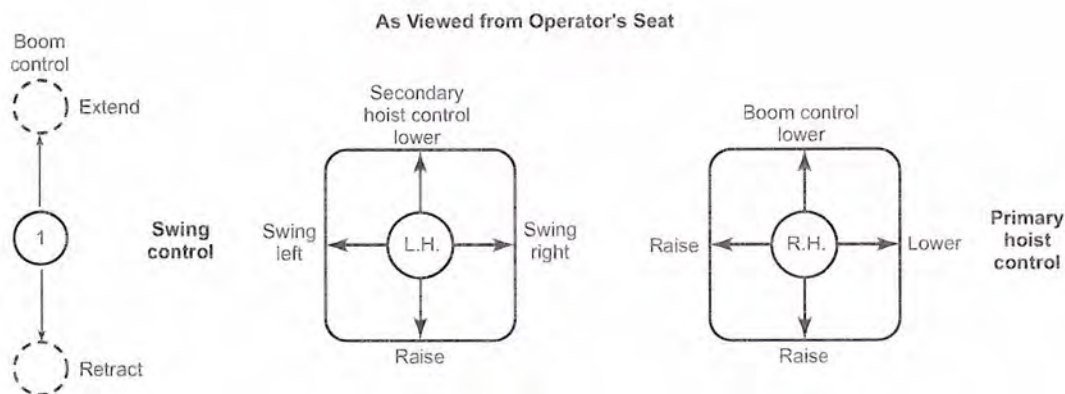 As Viewed from Operator's Seat
Boom
control
Extend
1
Retract
Swing
control
Secondary
hoist control
lower
Swing
left
L.H.
Swing
right
Raise
Boom control
lower
Raise
R.H.
Lower
Raise
Primary
hoist
control